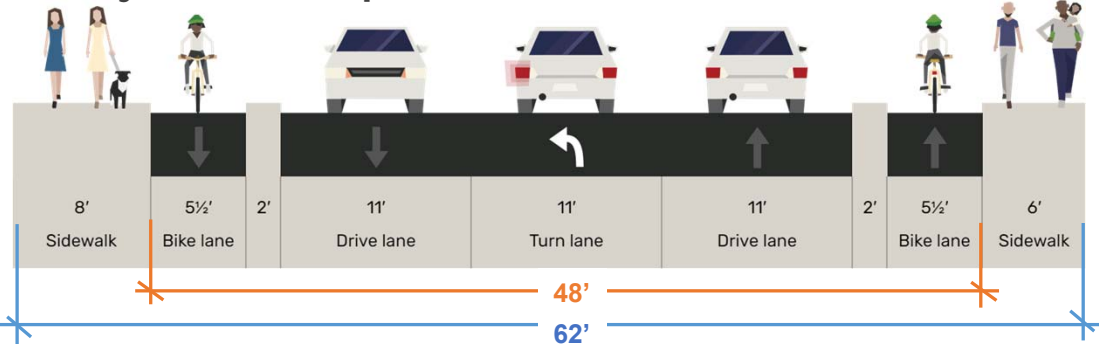 8′ 5½′ 2′ 11′ 11′ 11′ 2′ 5½′ 6′
Sidewalk Bike lane Drive lane Turn lane Drive lane Bike lane Sidewalk
48’
62’